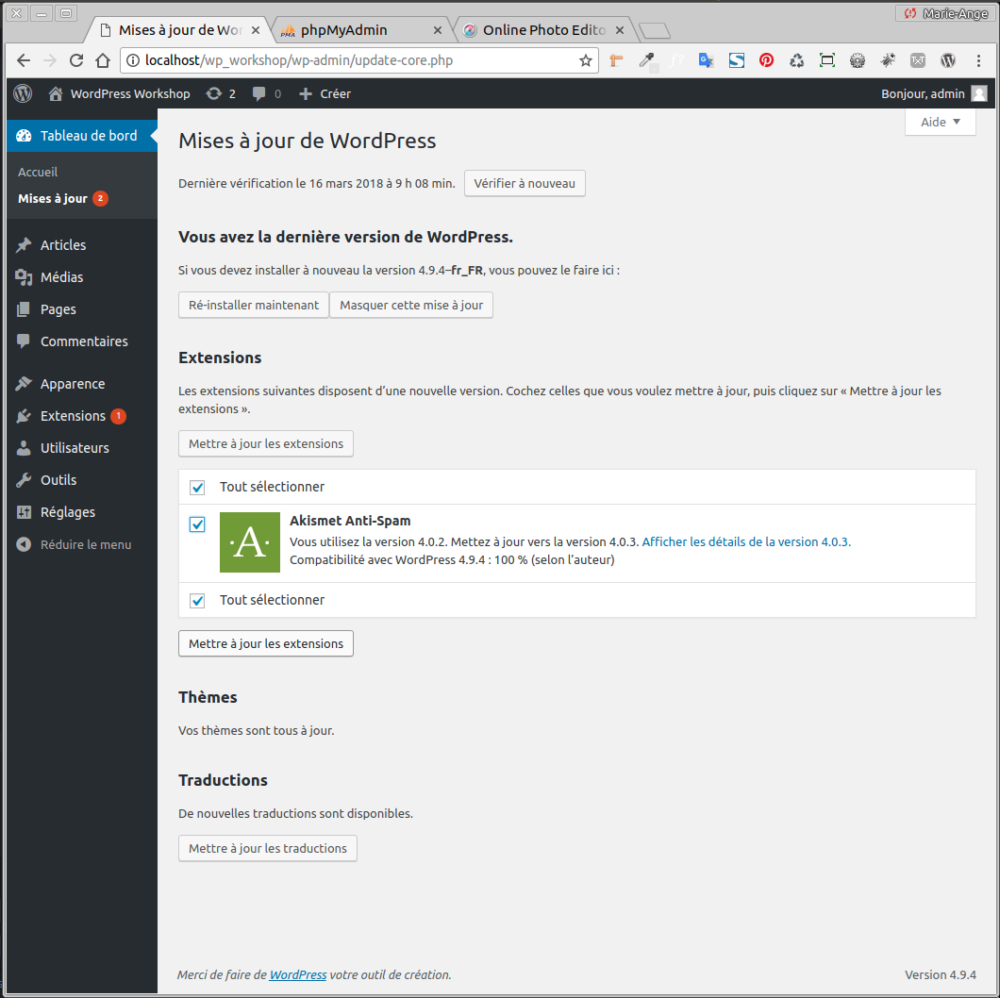 Marie-Ange
Mises à jour de Wor
phpMyAdmin
Online Photo Edito
localhost/wp_workshop/wp-admin/update-core.php
WordPress Workshop 2 0 Créer
Bonjour, admin
Tableau de bord
Accueil
Mises à jour 2
Articles
Médias
Pages
Commentaires
Apparence
Extensions 1
Utilisateurs
Outils
Réglages
Réduire le menu
Aide
Mises à jour de WordPress
Dernière vérification le 16 mars 2018 à 9 h 08 min. Vérifier à nouveau
Vous avez la dernière version de WordPress.
Si vous devez installer à nouveau la version 4.9.4–fr_FR, vous pouvez le faire ici :
Ré-installer maintenant Masquer cette mise à jour
Extensions
Les extensions suivantes disposent d’une nouvelle version. Cochez celles que vous voulez mettre à jour, puis cliquez sur « Mettre à jour les
extensions ».
Mettre à jour les extensions
Tout sélectionner
·A·
Akismet Anti-Spam
Vous utilisez la version 4.0.2. Mettez à jour vers la version 4.0.3. Afficher les détails de la version 4.0.3.
Compatibilité avec WordPress 4.9.4 : 100 % (selon l’auteur)
Tout sélectionner
Mettre à jour les extensions
Thèmes
Vos thèmes sont tous à jour.
Traductions
De nouvelles traductions sont disponibles.
Mettre à jour les traductions
Merci de faire de WordPress votre outil de création.
Version 4.9.4